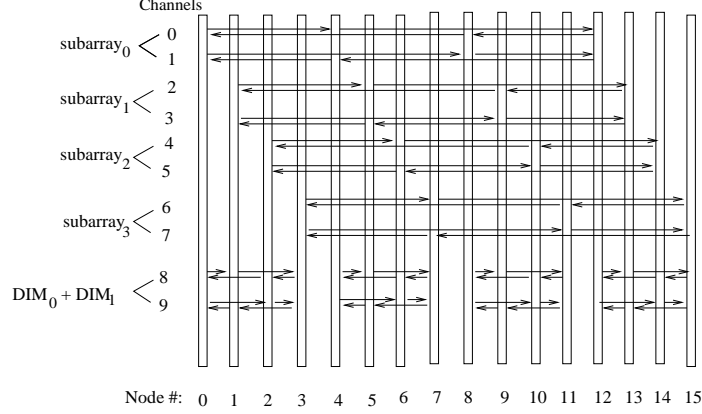 Channels
subarray0 0
1
subarray1 2
3
subarray2 4
5
subarray3 6
7
DIM0 + DIM1 8
9
Node #: 0 1 2 3 4 5 6 7 8 9 10 11 12 13 14 15